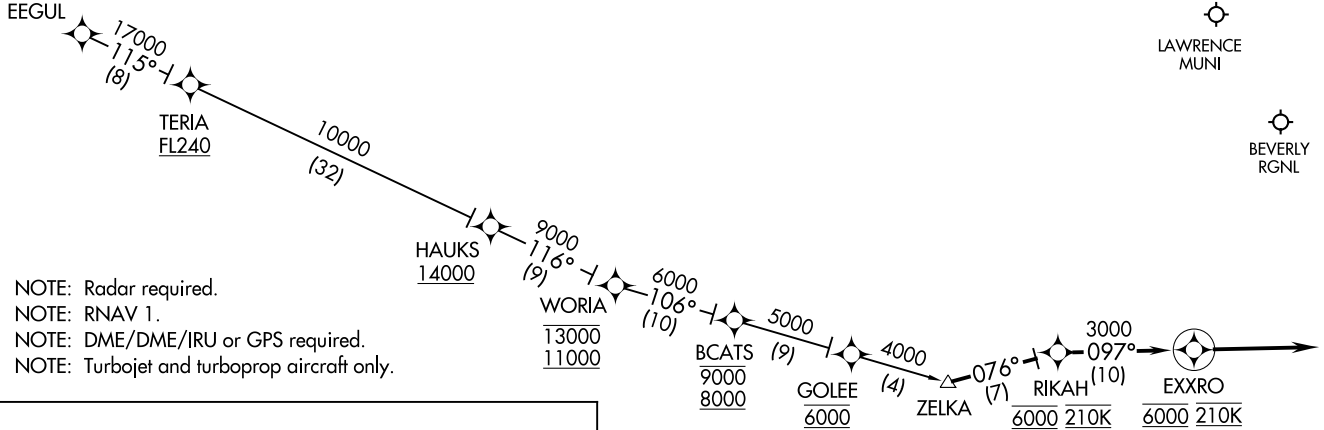 EEGUL
17000
115°
(8)
TERIA
FL240
10000
(32)
HAUKS
14000
9000
116°
(9)
WORIA
13000
11000
6000
106°
(10)
BCATS
9000
8000
5000
(9)
GOLEE
6000
4000
(4)
ZELKA
076°
(7)
RIKAH
6000 210K
3000
097°
(10)
EXXRO
6000 210K
LAWRENCE
MUNI
BEVERLY
RGNL
NOTE: Radar required.
NOTE: RNAV 1.
NOTE: DME/DME/IRU or GPS required.
NOTE: Turbojet and turboprop aircraft only.